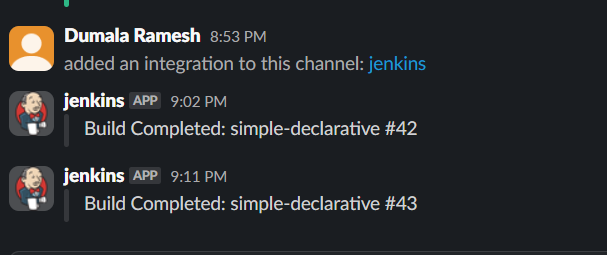 Dumala Ramesh 8:53 PM
added an integration to this channel: jenkins
jenkins APP 9:02 PM
Build Completed: simple-declarative #42
jenkins APP 9:11 PM
Build Completed: simple-declarative #43